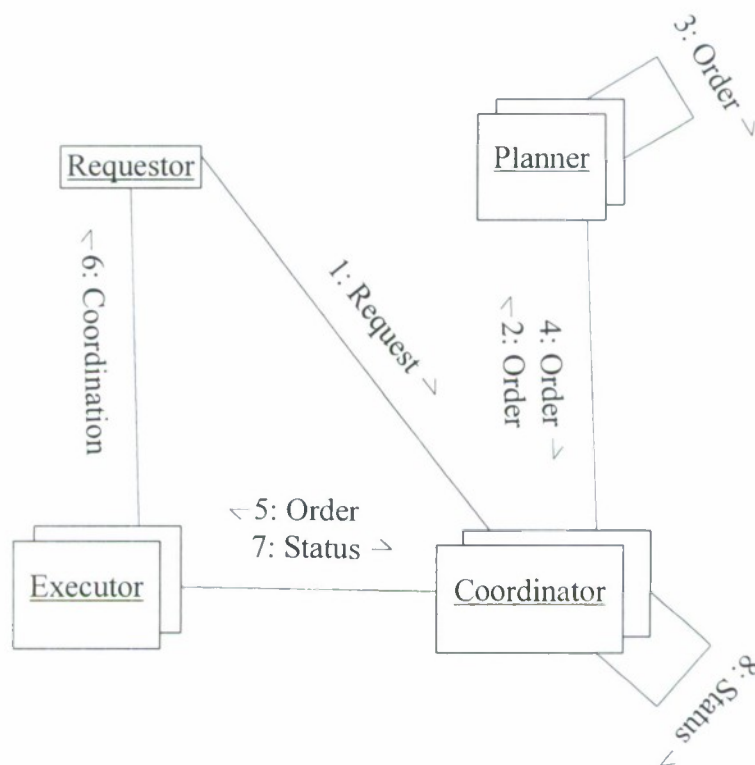 3: Order >
Requestor
Planner
<6: Coordination
1: Request >
4: Order >
<2: Order
<5: Order
7: Status >
Executor
Coordinator
8: Status >